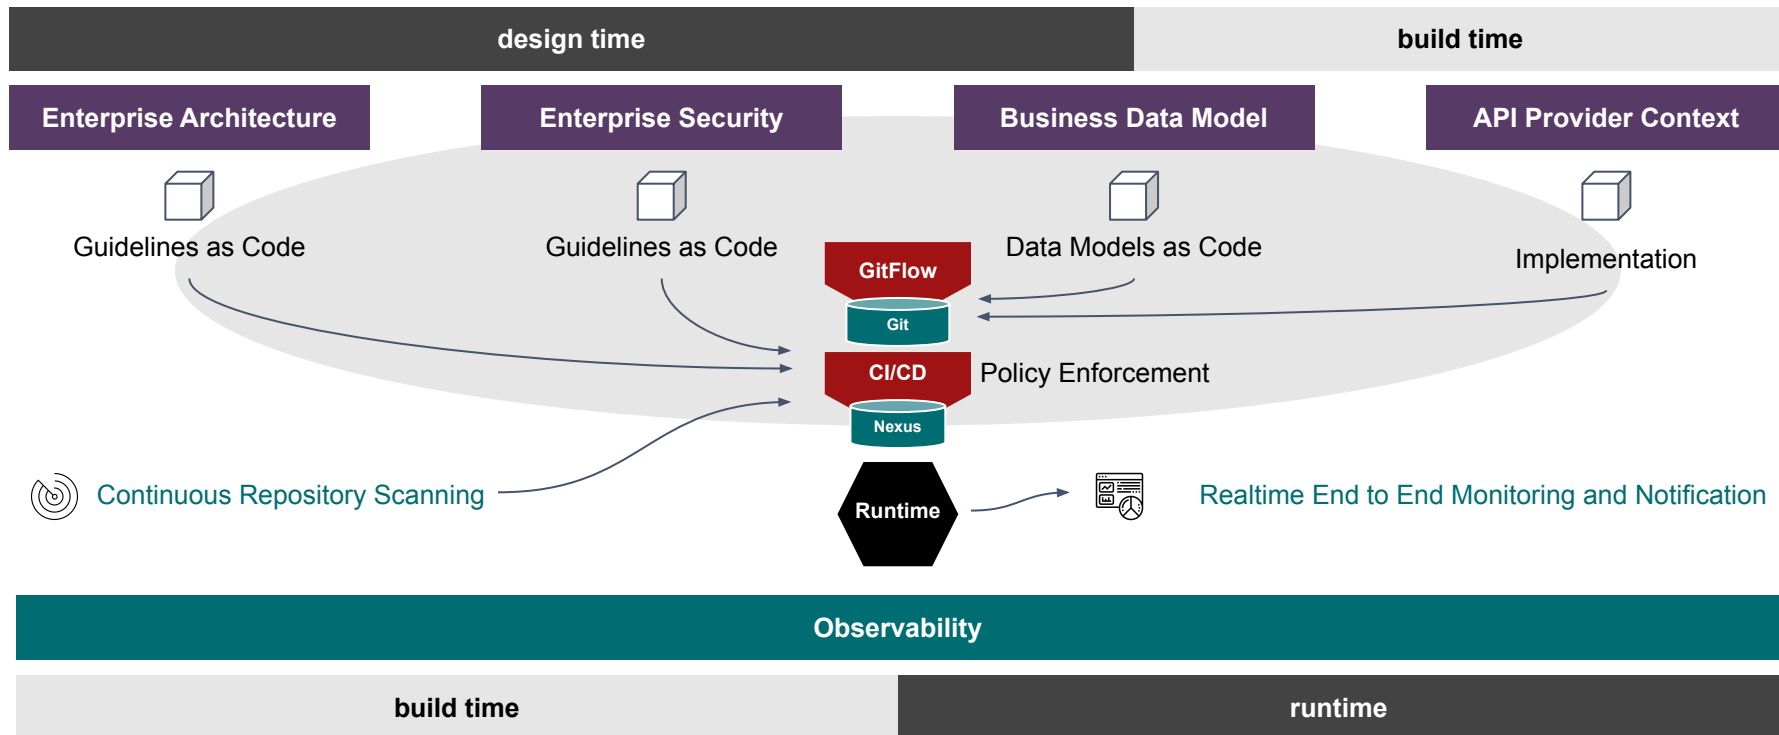 design time
build time
Enterprise Architecture
Enterprise Security
Business Data Model
API Provider Context
Guidelines as Code
Guidelines as Code
Data Models as Code
Implementation
GitFlow
Git
CI/CD
Policy Enforcement
Nexus
Continuous Repository Scanning
Runtime
Realtime End to End Monitoring and Notification
Observability
build time
runtime